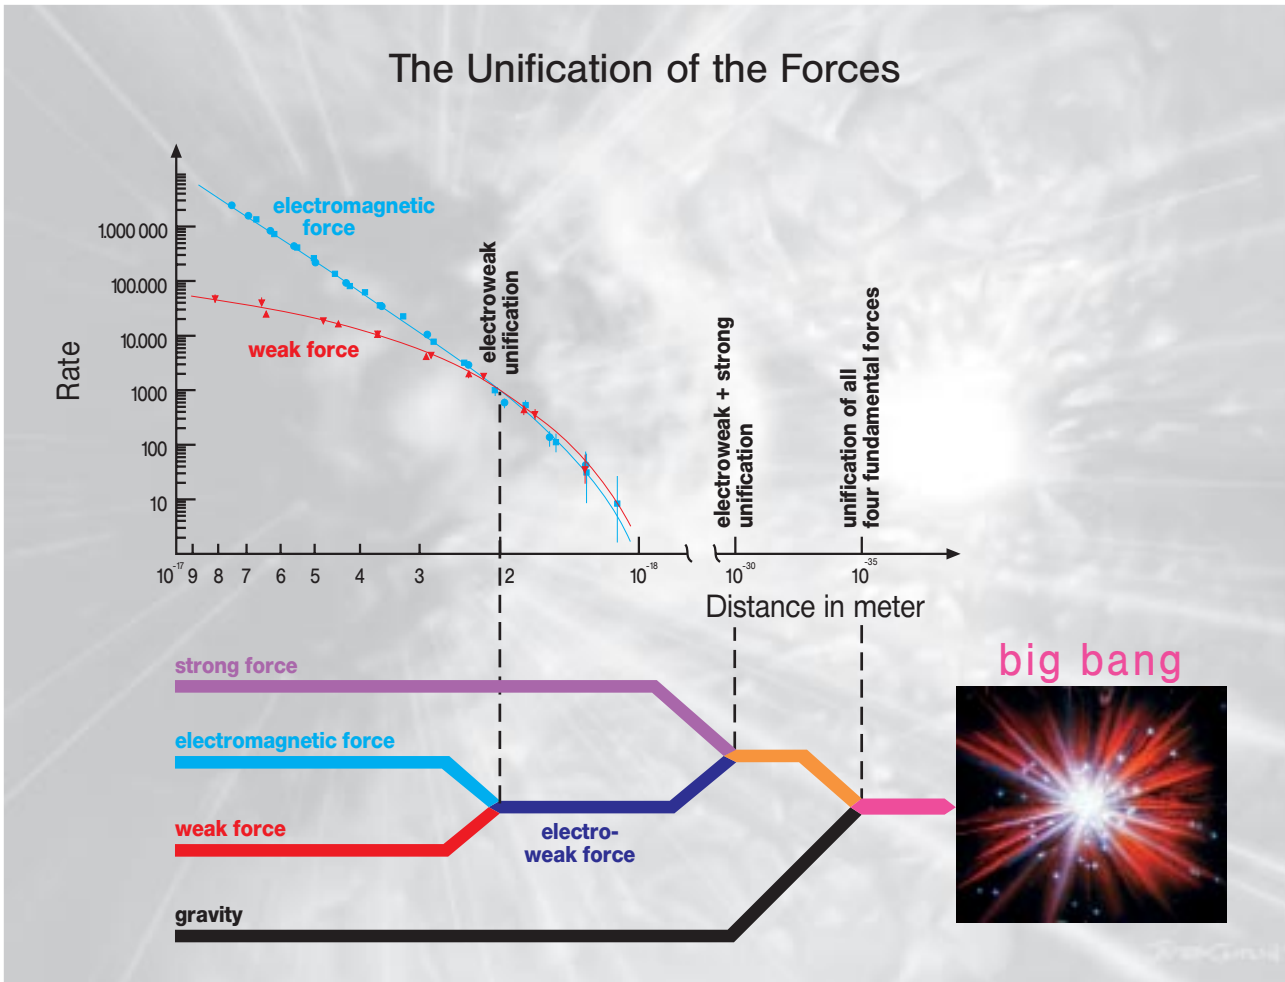 The Unification of the Forces
electromagnetic
force
weak force
electroweak
unification
electroweak + strong
unification
unification of all
four fundamental forces
Rate
1.000 000
100.000
10.000
1000
100
10
10⁻¹⁷ 9 8 7 6 5 4 3 2 10⁻¹⁸ 10⁻³⁰ 10⁻³⁵
Distance in meter
strong force
electromagnetic force
weak force
electro-
weak force
gravity
big bang